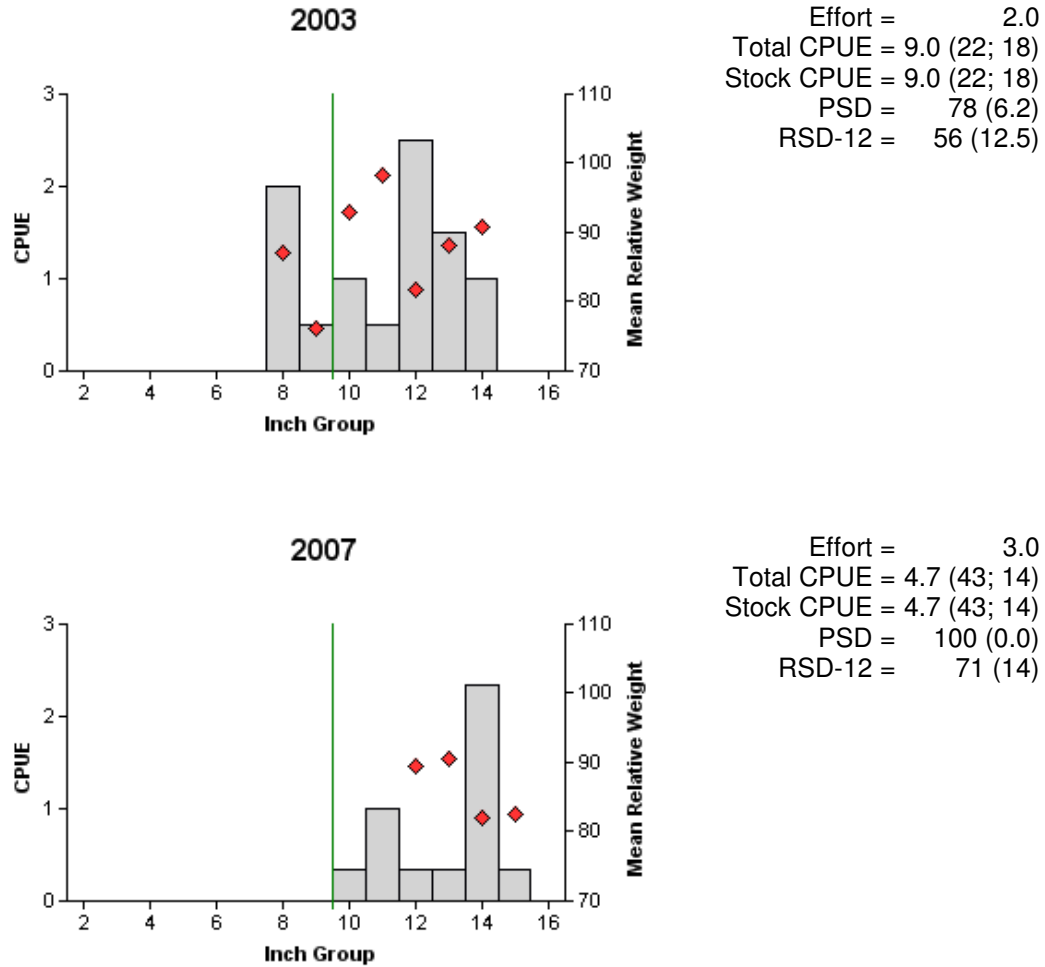 2003
Effort = 2.0
Total CPUE = 9.0 (22; 18)
Stock CPUE = 9.0 (22; 18)
PSD = 78 (6.2)
RSD-12 = 56 (12.5)
3
2
1
0
CPUE
110
100
90
80
70
Mean Relative Weight
2 4 6 8 10 12 14 16
Inch Group
2007
Effort = 3.0
Total CPUE = 4.7 (43; 14)
Stock CPUE = 4.7 (43; 14)
PSD = 100 (0.0)
RSD-12 = 71 (14)
3
2
1
0
CPUE
110
100
90
80
70
Mean Relative Weight
2 4 6 8 10 12 14 16
Inch Group